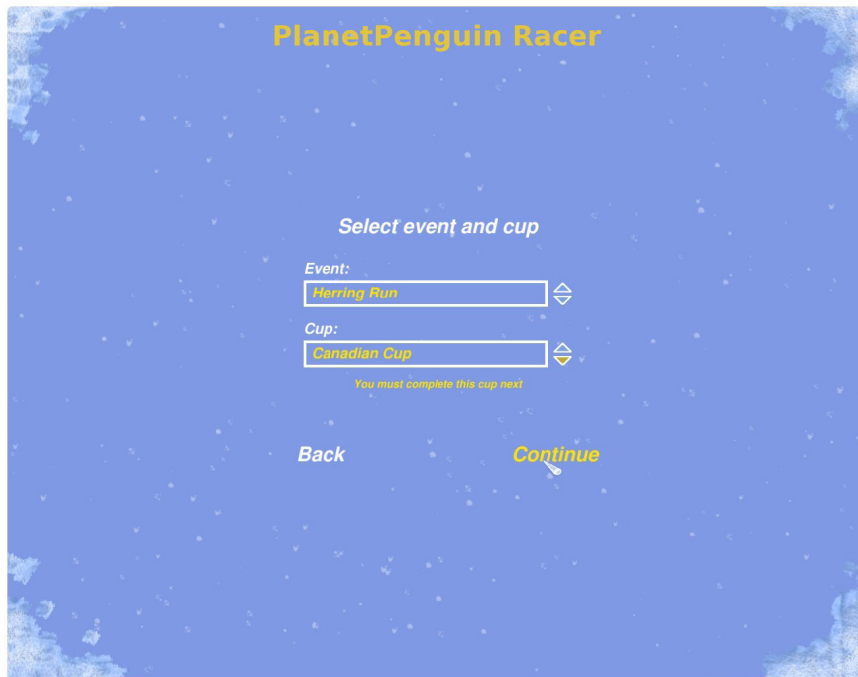 PlanetPenguin Racer
Select event and cup
Event:
Herring Run
Cup:
Canadian Cup
You must complete this cup next
Back Continue